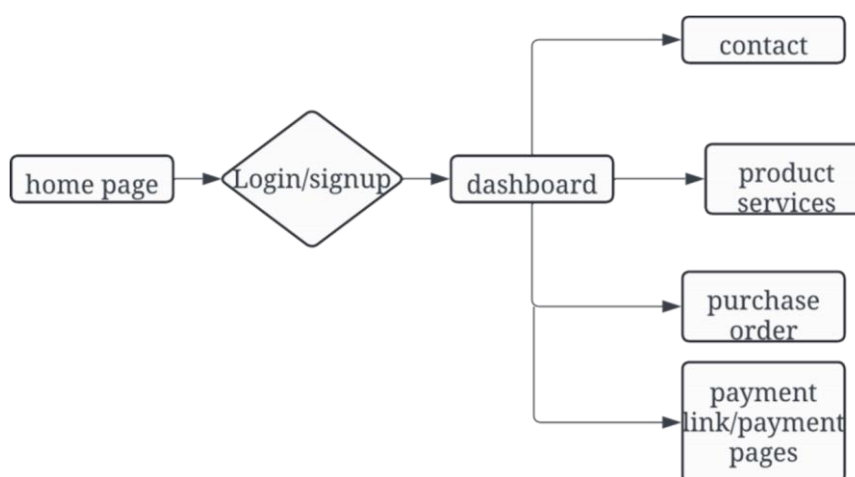 contact
home page
Login/signup
dashboard
product
services
purchase
order
payment
link/payment
pages